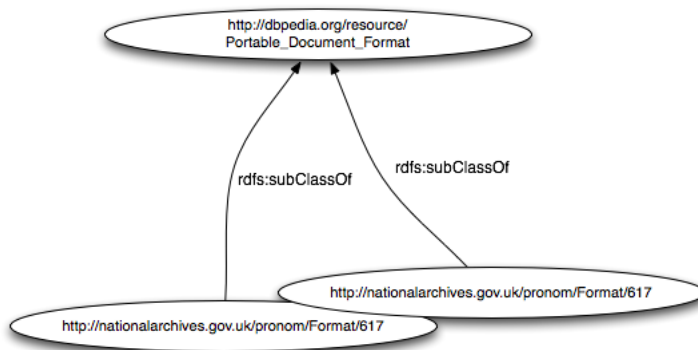 http://dbpedia.org/resource/
Portable_Document_Format
rdfs:subClassOf
rdfs:subClassOf
http://nationalarchives.gov.uk/pronom/Format/617
http://nationalarchives.gov.uk/pronom/Format/617